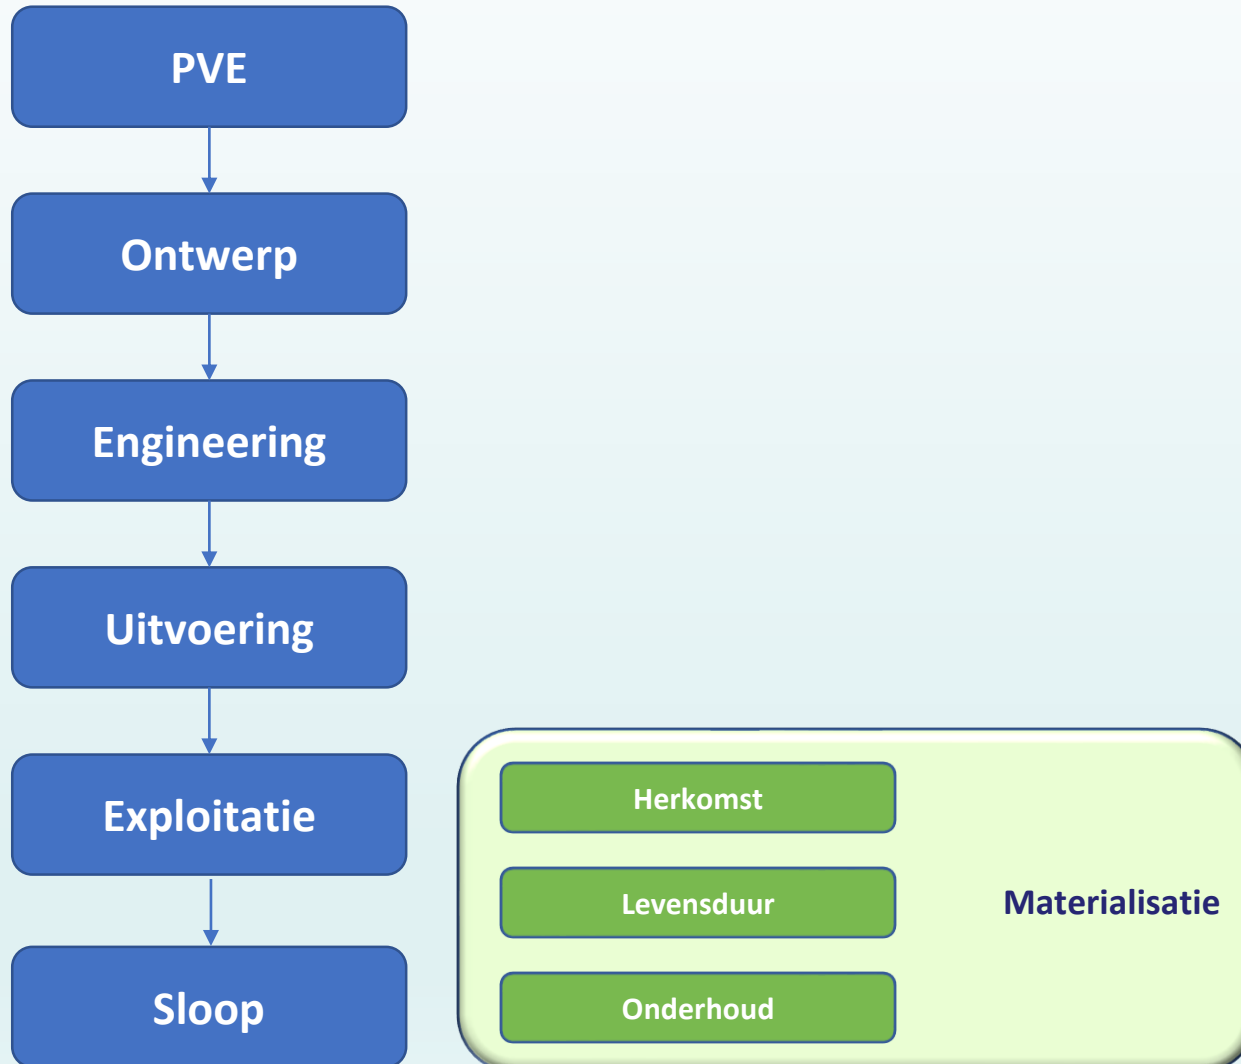 PVE
Ontwerp
Engineering
Uitvoering
Exploitatie
Sloop
Herkomst
Levensduur
Onderhoud
Materialisatie